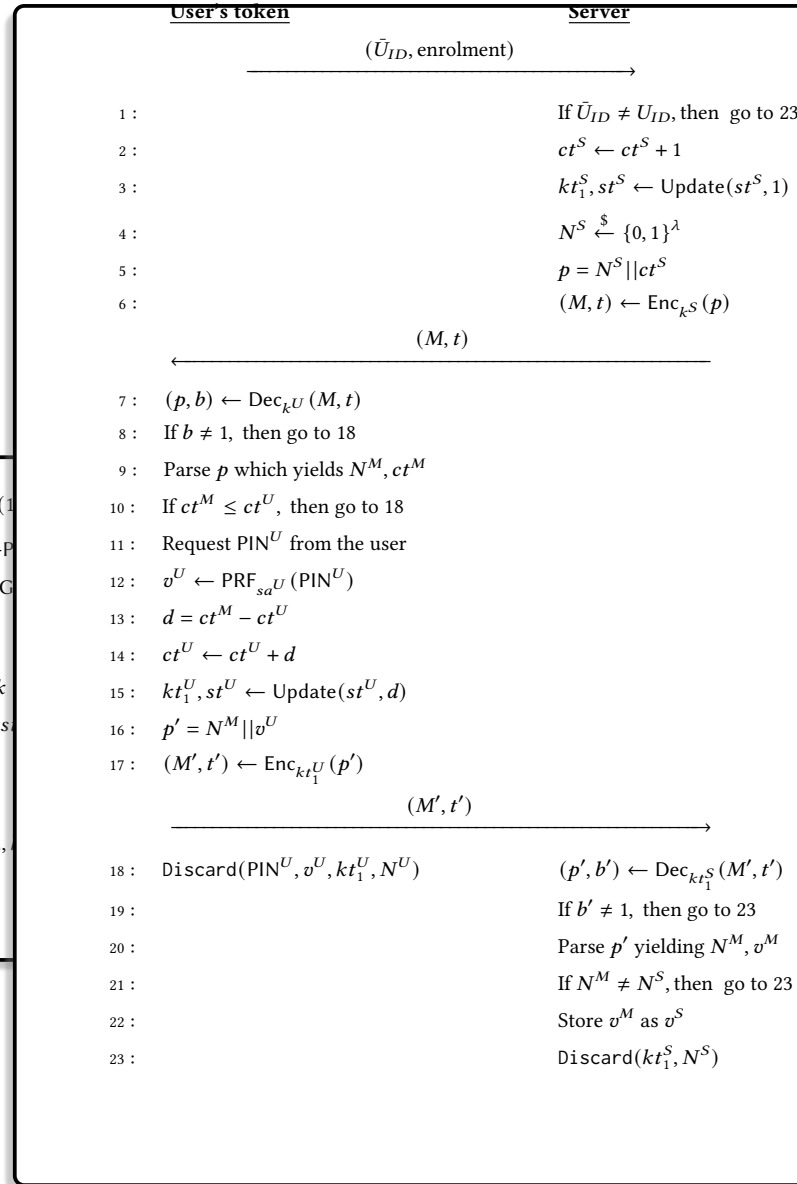 User's token Server
(Ū_ID, enrolment)
1 : If Ū_ID ≠ U_ID, then go to 23
2 : ct^S ← ct^S + 1
3 : kt_1^S, st^S ← Update(st^S, 1)
4 : N^S ←$ {0, 1}^λ
5 : p = N^S||ct^S
6 : (M, t) ← Enc_{k^S}(p)
(M, t)
7 : (p, b) ← Dec_{k^U}(M, t)
8 : If b ≠ 1, then go to 18
9 : Parse p which yields N^M, ct^M
10 : If ct^M ≤ ct^U, then go to 18
11 : Request PIN^U from the user
12 : v^U ← PRF_{sa^U}(PIN^U)
13 : d = ct^M − ct^U
14 : ct^U ← ct^U + d
15 : kt_1^U, st^U ← Update(st^U, d)
16 : p′ = N^M||v^U
17 : (M′, t′) ← Enc_{kt_1^U}(p′)
(M′, t′)
18 : Discard(PIN^U, v^U, kt_1^U, N^U) (p′, b′) ← Dec_{kt_1^S}(M′, t′)
19 : If b′ ≠ 1, then go to 23
20 : Parse p′ yielding N^M, v^M
21 : If N^M ≠ N^S, then go to 23
22 : Store v^M as v^S
23 : Discard(kt_1^S, N^S)